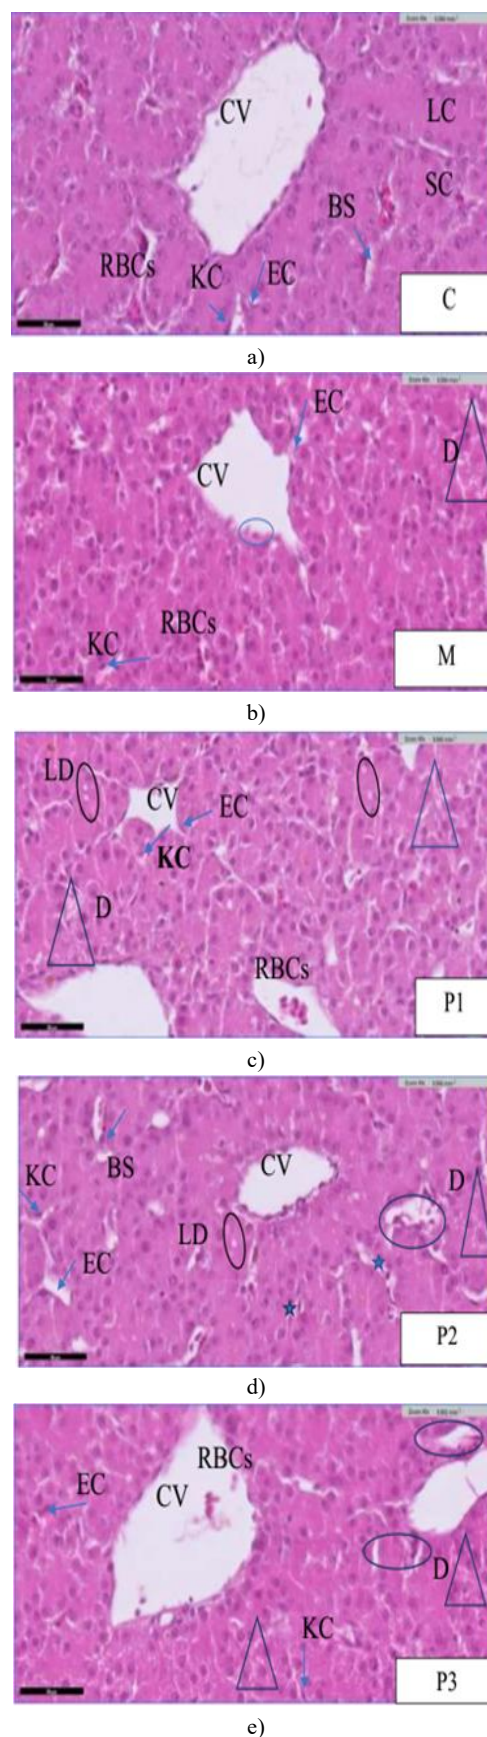 CV
LC
SC
BS
RBCs
KC
EC
C
a)
EC
D
CV
RBCs
KC
M
b)
LD
CV
EC
KC
D
RBCs
P1
c)
CV
KC
BS
D
LD
EC
P2
d)
RBCs
EC
CV
D
KC
P3
e)